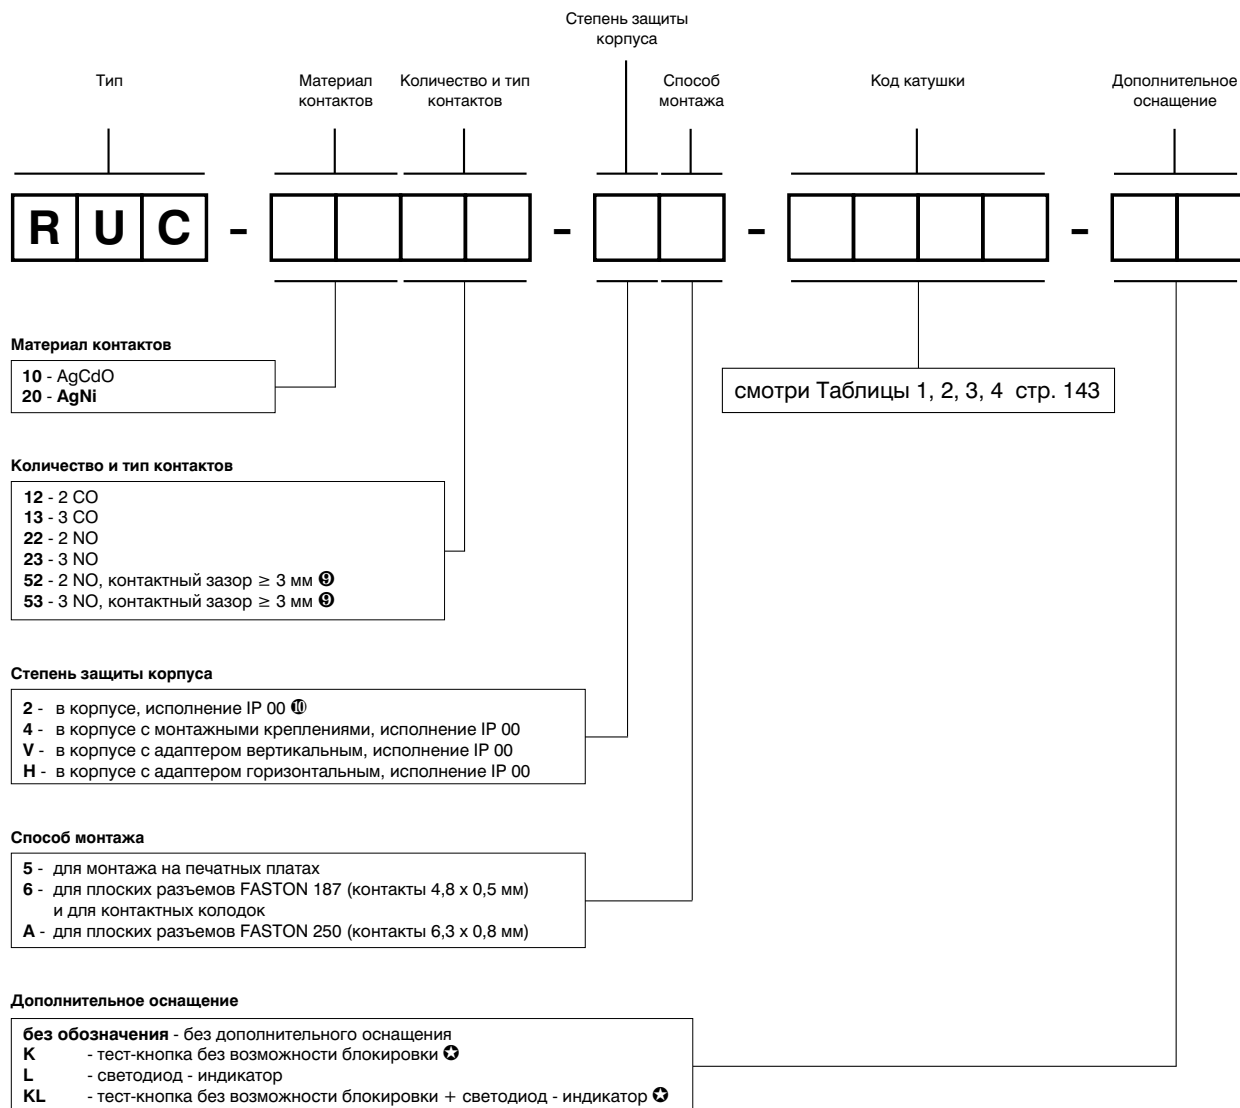 Степень защиты
корпуса
Тип
Материал
контактов
Количество и тип
контактов
Способ
монтажа
Код катушки
Дополнительное
оснащение
R U C - - - -
Материал контактов
10 - AgCdO
20 - AgNi
смотри Таблицы 1, 2, 3, 4 стр. 143
Количество и тип контактов
12 - 2 CO
13 - 3 CO
22 - 2 NO
23 - 3 NO
52 - 2 NO, контактный зазор ≥ 3 мм ❾
53 - 3 NO, контактный зазор ≥ 3 мм ❾
Степень защиты корпуса
2 - в корпусе, исполнение IP 00 ❿
4 - в корпусе с монтажными креплениями, исполнение IP 00
V - в корпусе с адаптером вертикальным, исполнение IP 00
H - в корпусе с адаптером горизонтальным, исполнение IP 00
Способ монтажа
5 - для монтажа на печатных платах
6 - для плоских разъемов FASTON 187 (контакты 4,8 x 0,5 мм)
и для контактных колодок
A - для плоских разъемов FASTON 250 (контакты 6,3 x 0,8 мм)
Дополнительное оснащение
без обозначения - без дополнительного оснащения
K - тест-кнопка без возможности блокировки ✪
L - светодиод - индикатор
KL - тест-кнопка без возможности блокировки + светодиод - индикатор ✪